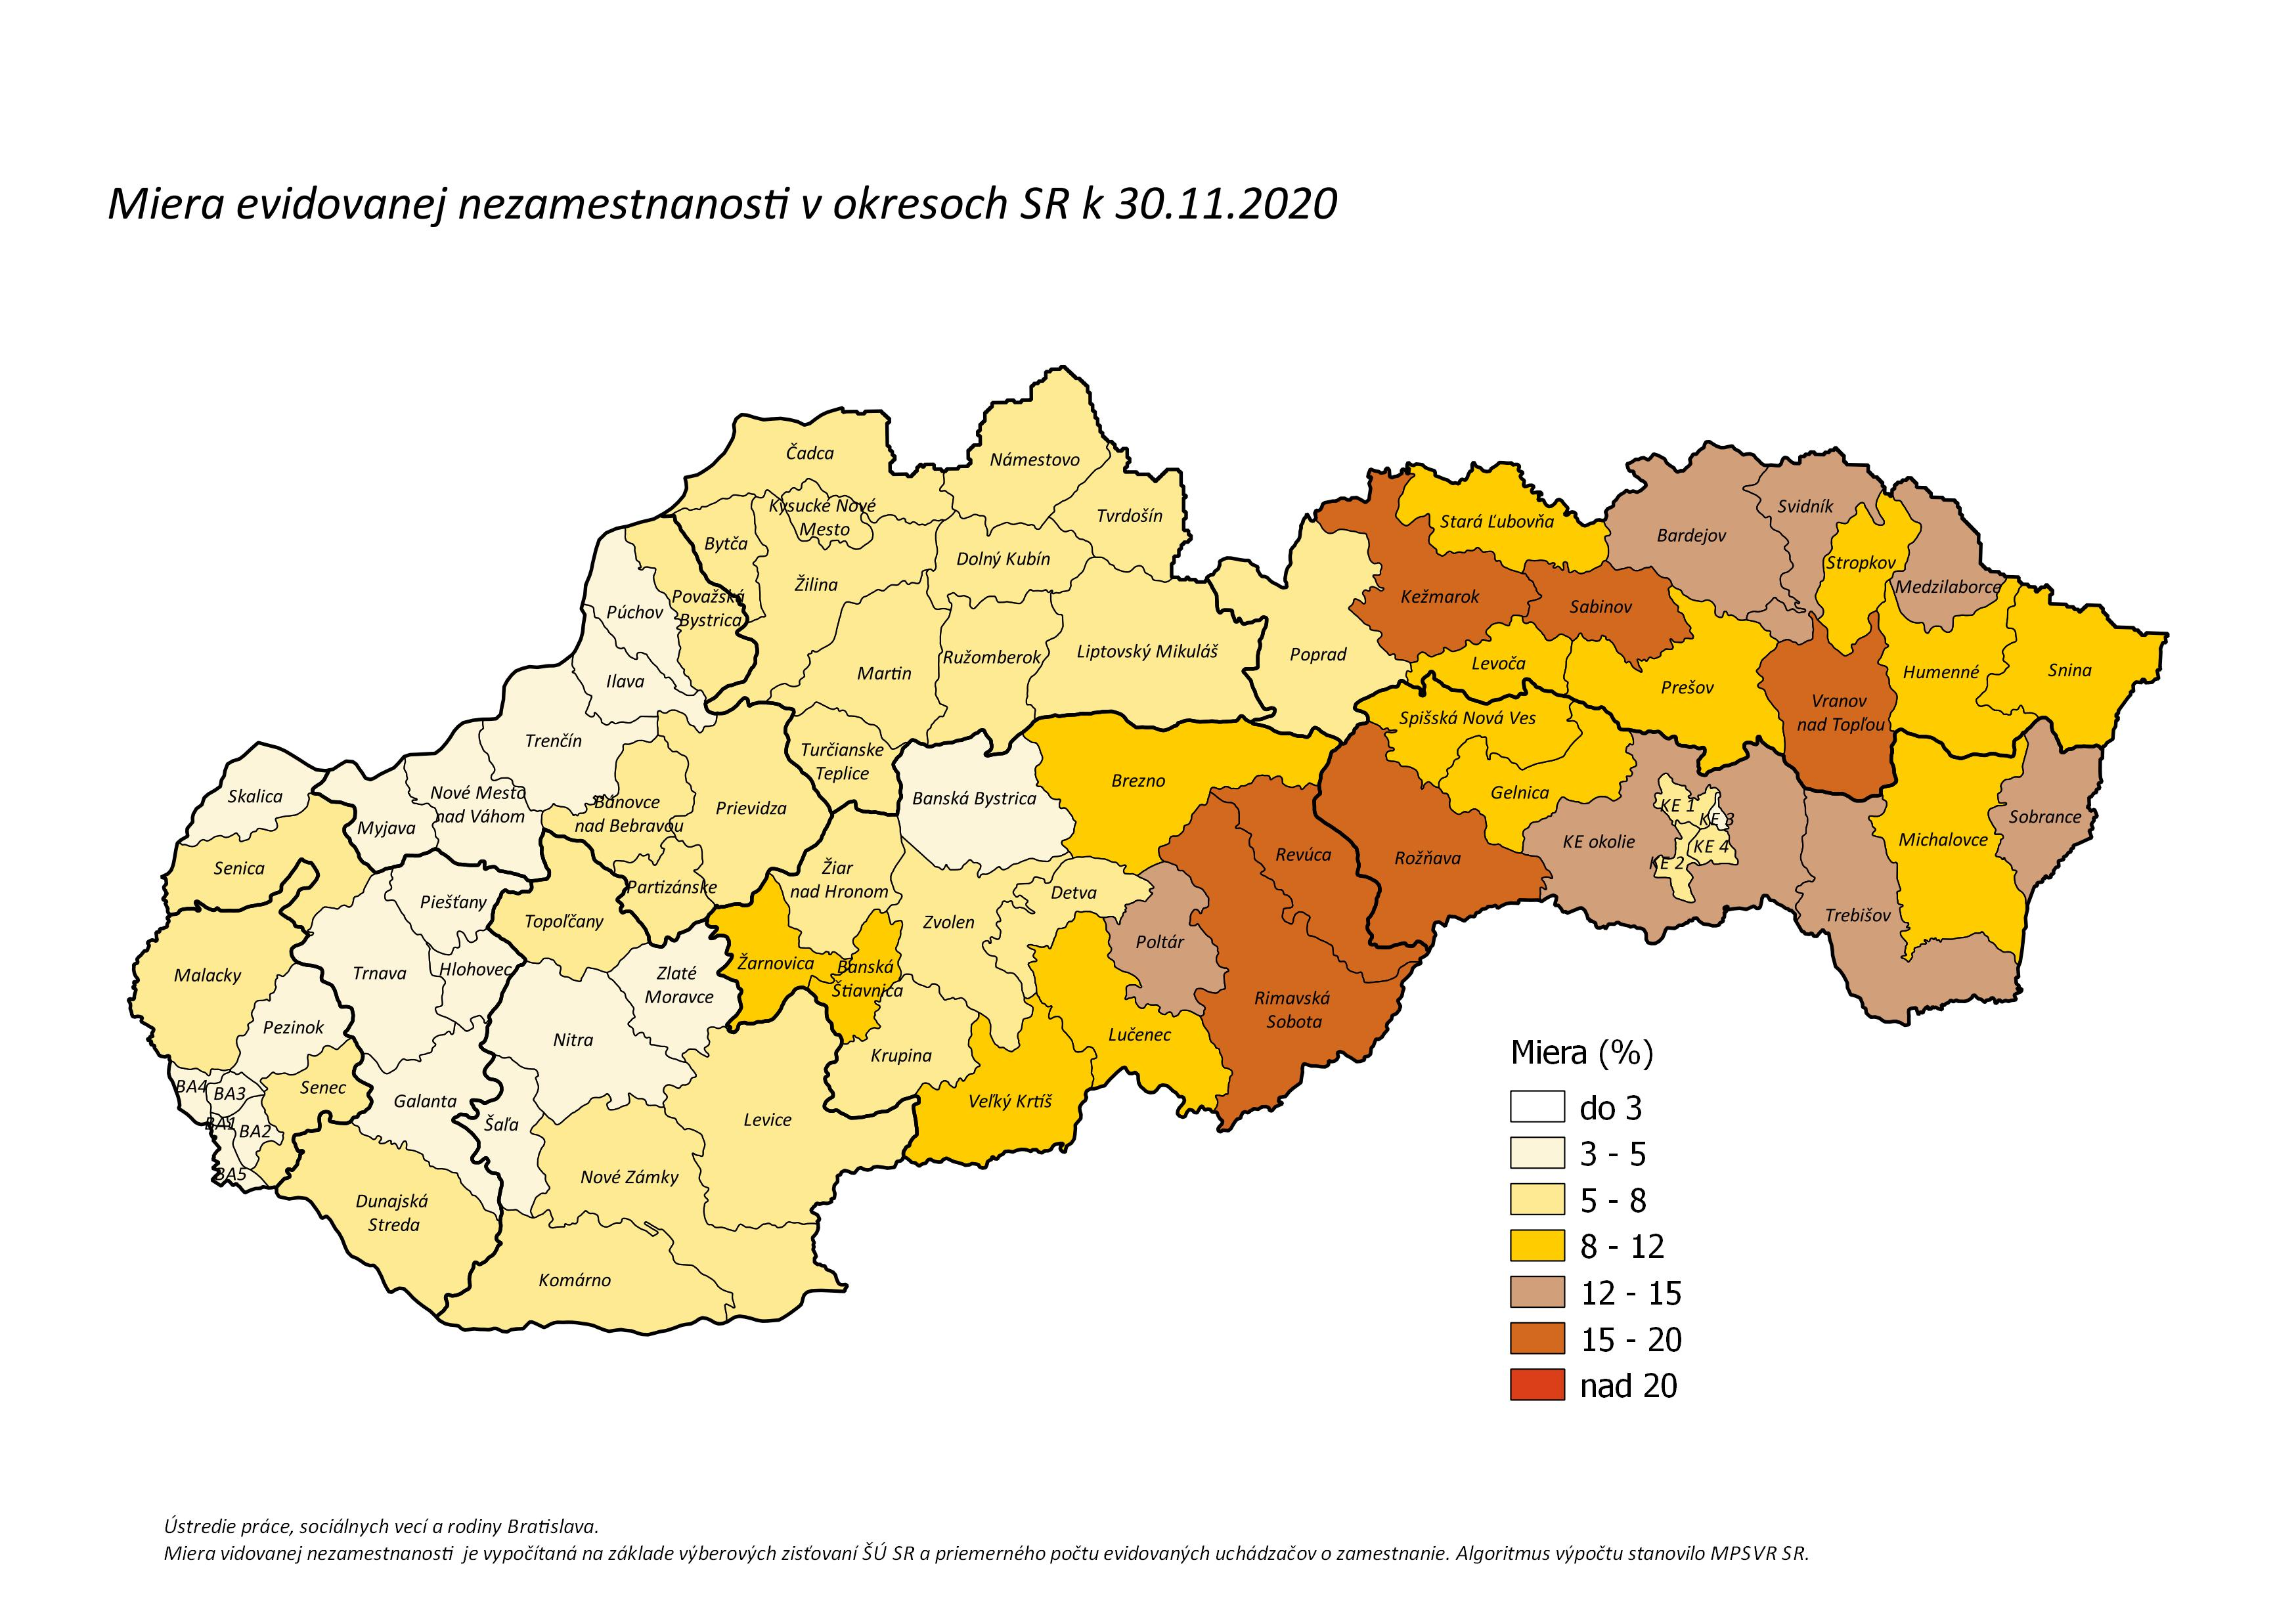 Miera evidovanej nezamestnanosti v okresoch SR k 30.11.2020
Čadca
Námestovo
Kysucké Nové
Mesto
Tvrdošín
Bytča
Dolný Kubín
Žilina
Stará Ľubovňa
Svidník
Bardejov
Stropkov
Medzilaborce
Púchov
Považská
Bystrica
Kežmarok
Sabinov
Ilava
Martin
Ružomberok
Liptovský Mikuláš
Poprad
Levoča
Prešov
Humenné
Snina
Vranov
nad Topľou
Trenčín
Turčianske
Teplice
Spišská Nová Ves
Skalica
Myjava
Nové Mesto
nad Váhom
Bánovce
nad Bebravou
Prievidza
Banská Bystrica
Brezno
Gelnica
KE 1
KE 3
KE 4
KE 2
KE okolie
Michalovce
Sobrance
Senica
Piešťany
Partizánske
Žiar
nad Hronom
Detva
Revúca
Rožňava
Trebišov
Topoľčany
Zvolen
Poltár
Malacky
Trnava
Hlohovec
Zlaté
Moravce
Žarnovica
Banská
Štiavnica
Rimavská
Sobota
Pezinok
Nitra
Krupina
Lučenec
BA4
BA3
Senec
Galanta
Šaľa
Levice
Veľký Krtíš
BA1
BA2
BA5
Nové Zámky
Dunajská
Streda
Komárno
Miera (%)
do 3
3 - 5
5 - 8
8 - 12
12 - 15
15 - 20
nad 20
Ústredie práce, sociálnych vecí a rodiny Bratislava.
Miera vidovanej nezamestnanosti je vypočítaná na základe výberových zisťovaní ŠÚ SR a priemerného počtu evidovaných uchádzačov o zamestnanie. Algoritmus výpočtu stanovilo MPSVR SR.